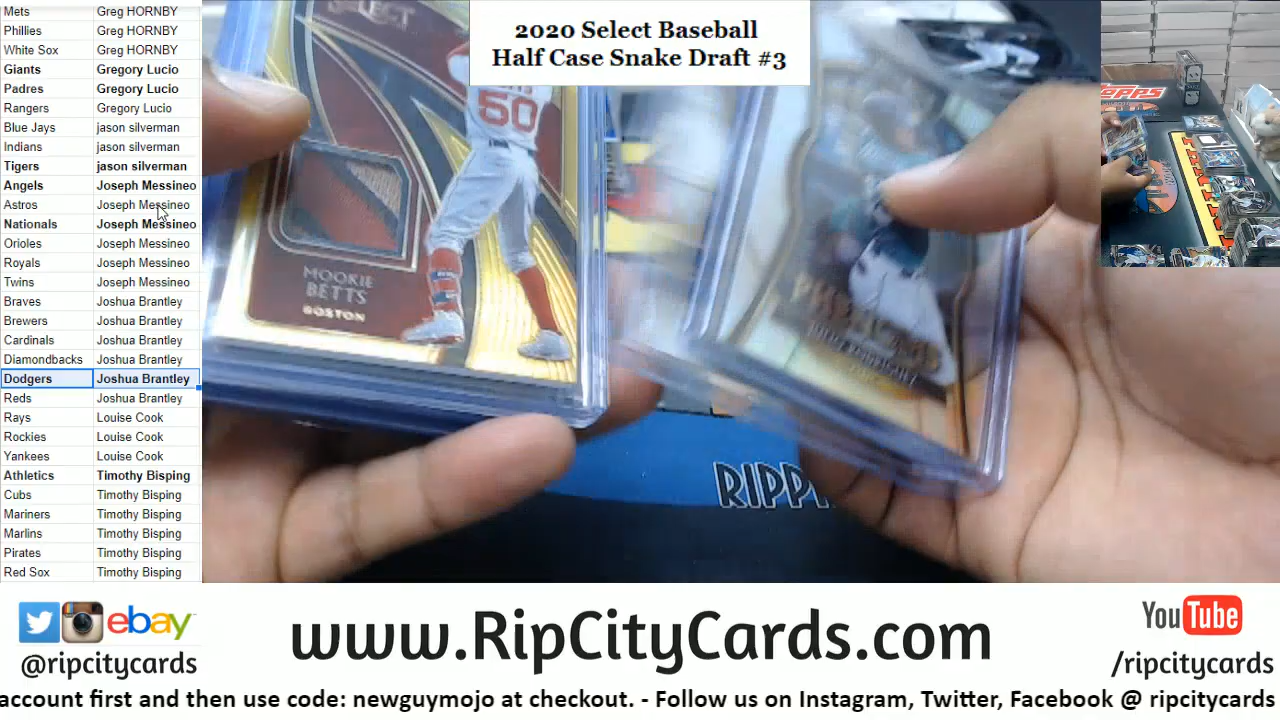 2020 Select Baseball
Half Case Snake Draft #3
Mets Greg HORNBY
Phillies Greg HORNBY
White Sox Greg HORNBY
Giants Gregory Lucio
Padres Gregory Lucio
Rangers Gregory Lucio
Blue Jays jason silverman
Indians jason silverman
Tigers jason silverman
Angels Joseph Messineo
Astros Joseph Messineo
Nationals Joseph Messineo
Orioles Joseph Messineo
Royals Joseph Messineo
Twins Joseph Messineo
Braves Joshua Brantley
Brewers Joshua Brantley
Cardinals Joshua Brantley
Diamondbacks Joshua Brantley
Dodgers Joshua Brantley
Reds Joshua Brantley
Rays Louise Cook
Rockies Louise Cook
Yankees Louise Cook
Athletics Timothy Bisping
Cubs Timothy Bisping
Mariners Timothy Bisping
Marlins Timothy Bisping
Pirates Timothy Bisping
Red Sox Timothy Bisping
SELECT
50
MOOKIE
BETTS
BOSTON
RIPPI
TOPPS
ebay
@ripcitycards
www.RipCityCards.com
YouTube
/ripcitycards
account first and then use code: newguymojo at checkout. - Follow us on Instagram, Twitter, Facebook @ ripcitycards